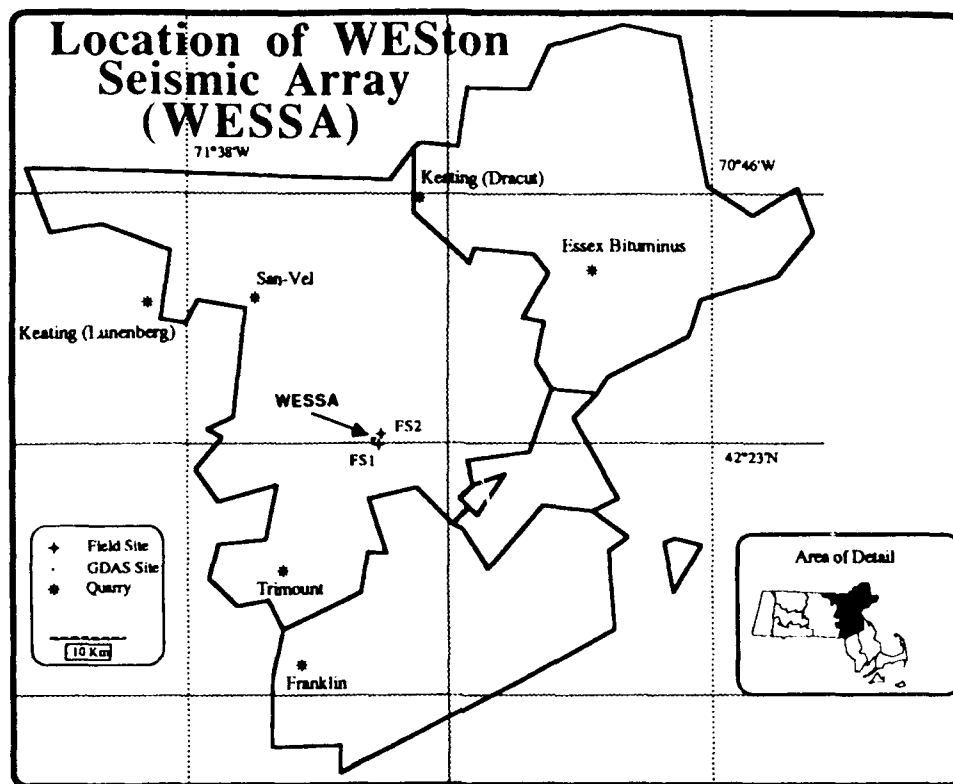 Location of WESton
Seismic Array
(WESSA)
71°38'W
70°46'W
Keating (Dracut)
Essex Bituminus
San-Vel
Keating (Lunenberg)
WESSA
FS2
FS1
42°23'N
Field Site
GDAS Site
Quarry
10 Km
Trimount
Franklin
Area of Detail